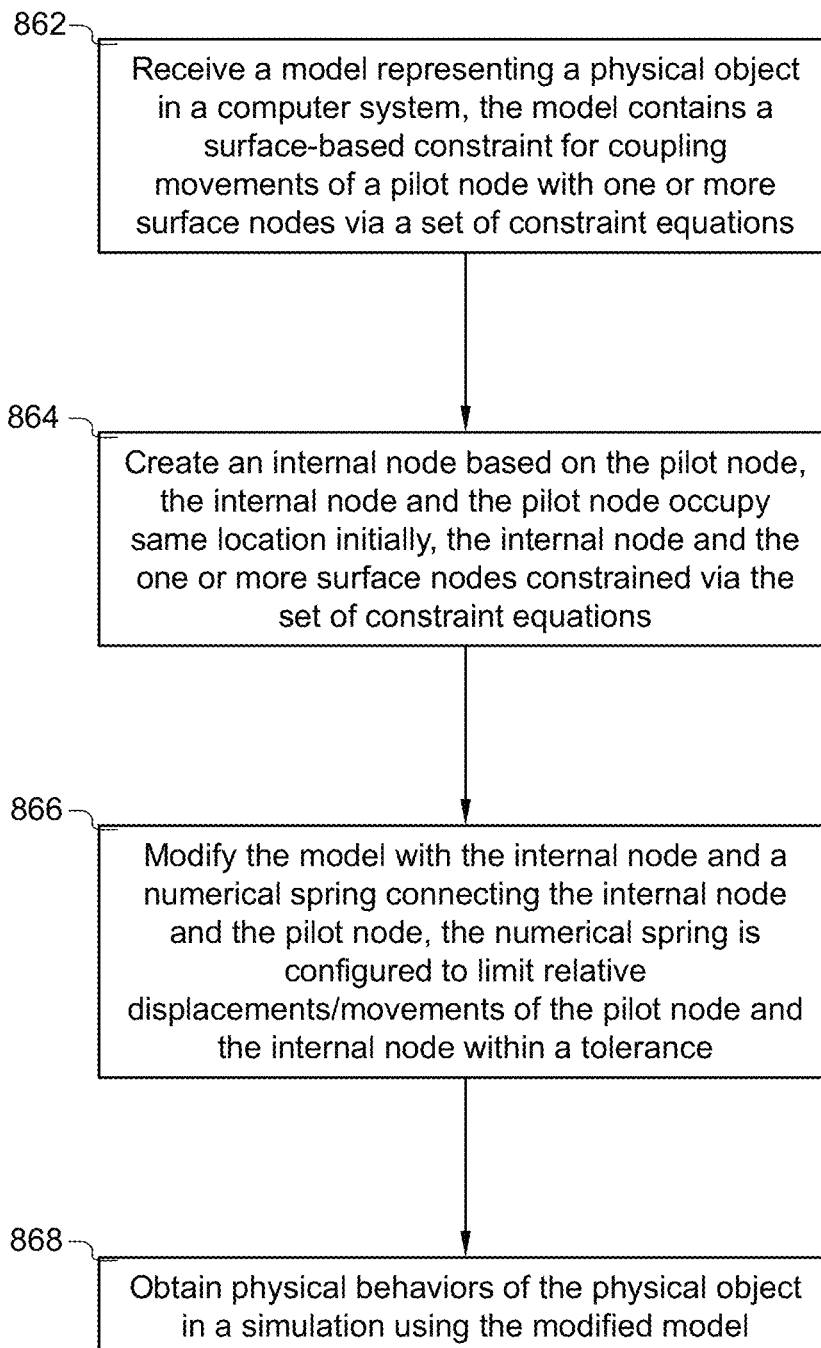 862
Receive a model representing a physical object
in a computer system, the model contains a
surface-based constraint for coupling
movements of a pilot node with one or more
surface nodes via a set of constraint equations
864
Create an internal node based on the pilot node,
the internal node and the pilot node occupy
same location initially, the internal node and the
one or more surface nodes constrained via the
set of constraint equations
866
Modify the model with the internal node and a
numerical spring connecting the internal node
and the pilot node, the numerical spring is
configured to limit relative
displacements/movements of the pilot node and
the internal node within a tolerance
868
Obtain physical behaviors of the physical object
in a simulation using the modified model